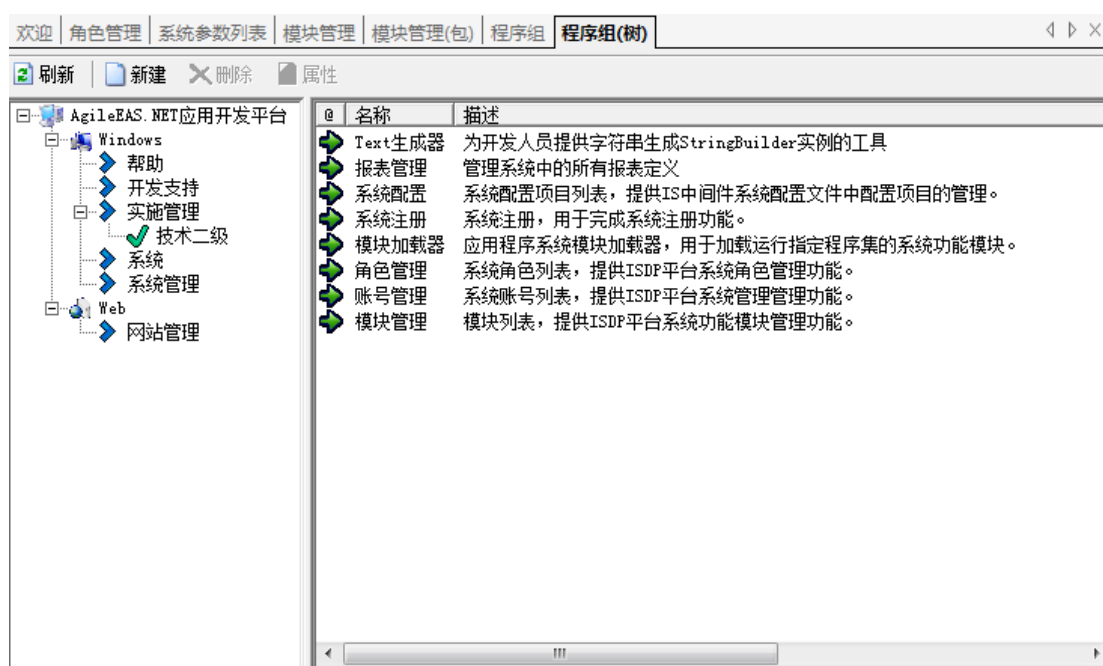 欢迎 角色管理 系统参数列表 模块管理 模块管理(包) 程序组 程序组(树)
刷新 新建 删除 属性
AgileEAS.NET应用开发平台
Windows
帮助
开发支持
实施管理
技术二级
系统
系统管理
Web
网站管理
@ 名称 描述
Text生成器 为开发人员提供字符串生成StringBuilder实例的工具
报表管理 管理系统中的所有报表定义
系统配置 系统配置项目列表，提供IS中间件系统配置文件中配置项目的管理。
系统注册 系统注册，用于完成系统注册功能。
模块加载器 应用程序系统模块加载器，用于加载运行指定程序集的系统功能模块。
角色管理 系统角色列表，提供ISDP平台系统角色管理功能。
账号管理 系统账号列表，提供ISDP平台系统管理管理功能。
模块管理 模块列表，提供ISDP平台系统功能模块管理功能。